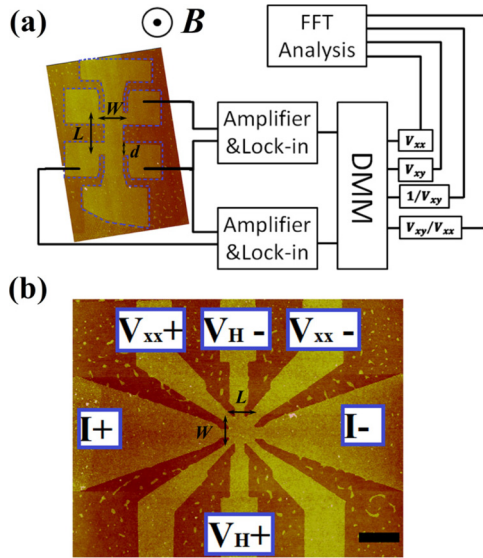 (a)
B
FFT
Analysis
W
L
d
Amplifier
&Lock-in
Amplifier
&Lock-in
DMM
Vxx
Vxy
1/Vxy
Vxy/Vxx
(b)
Vxx+
VH -
Vxx -
L
I+
W
I-
VH+